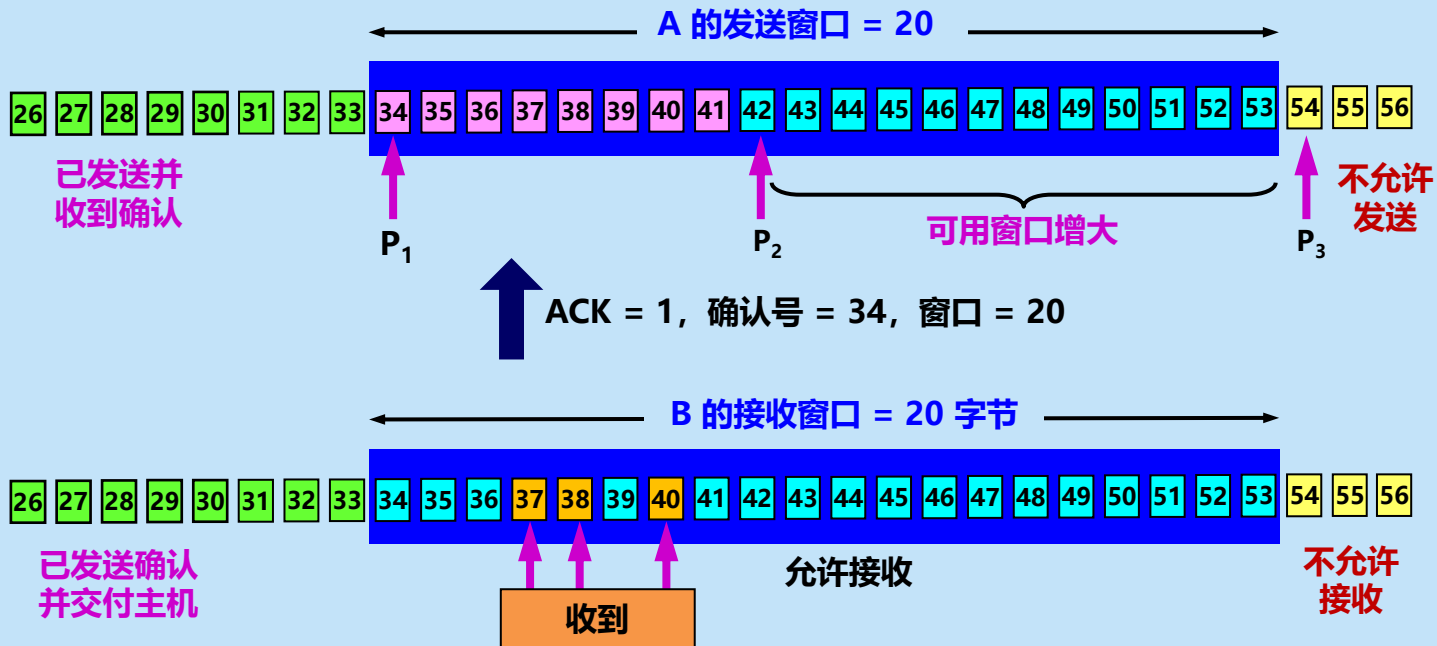 A 的发送窗口 = 20
26 27 28 29 30 31 32 33 34 35 36 37 38 39 40 41 42 43 44 45 46 47 48 49 50 51 52 53 54 55 56
已发送并
收到确认
P1
P2
可用窗口增大
P3
不允许
发送
ACK = 1，确认号 = 34，窗口 = 20
B 的接收窗口 = 20 字节
26 27 28 29 30 31 32 33 34 35 36 37 38 39 40 41 42 43 44 45 46 47 48 49 50 51 52 53 54 55 56
已发送确认
并交付主机
收到
允许接收
不允许
接收